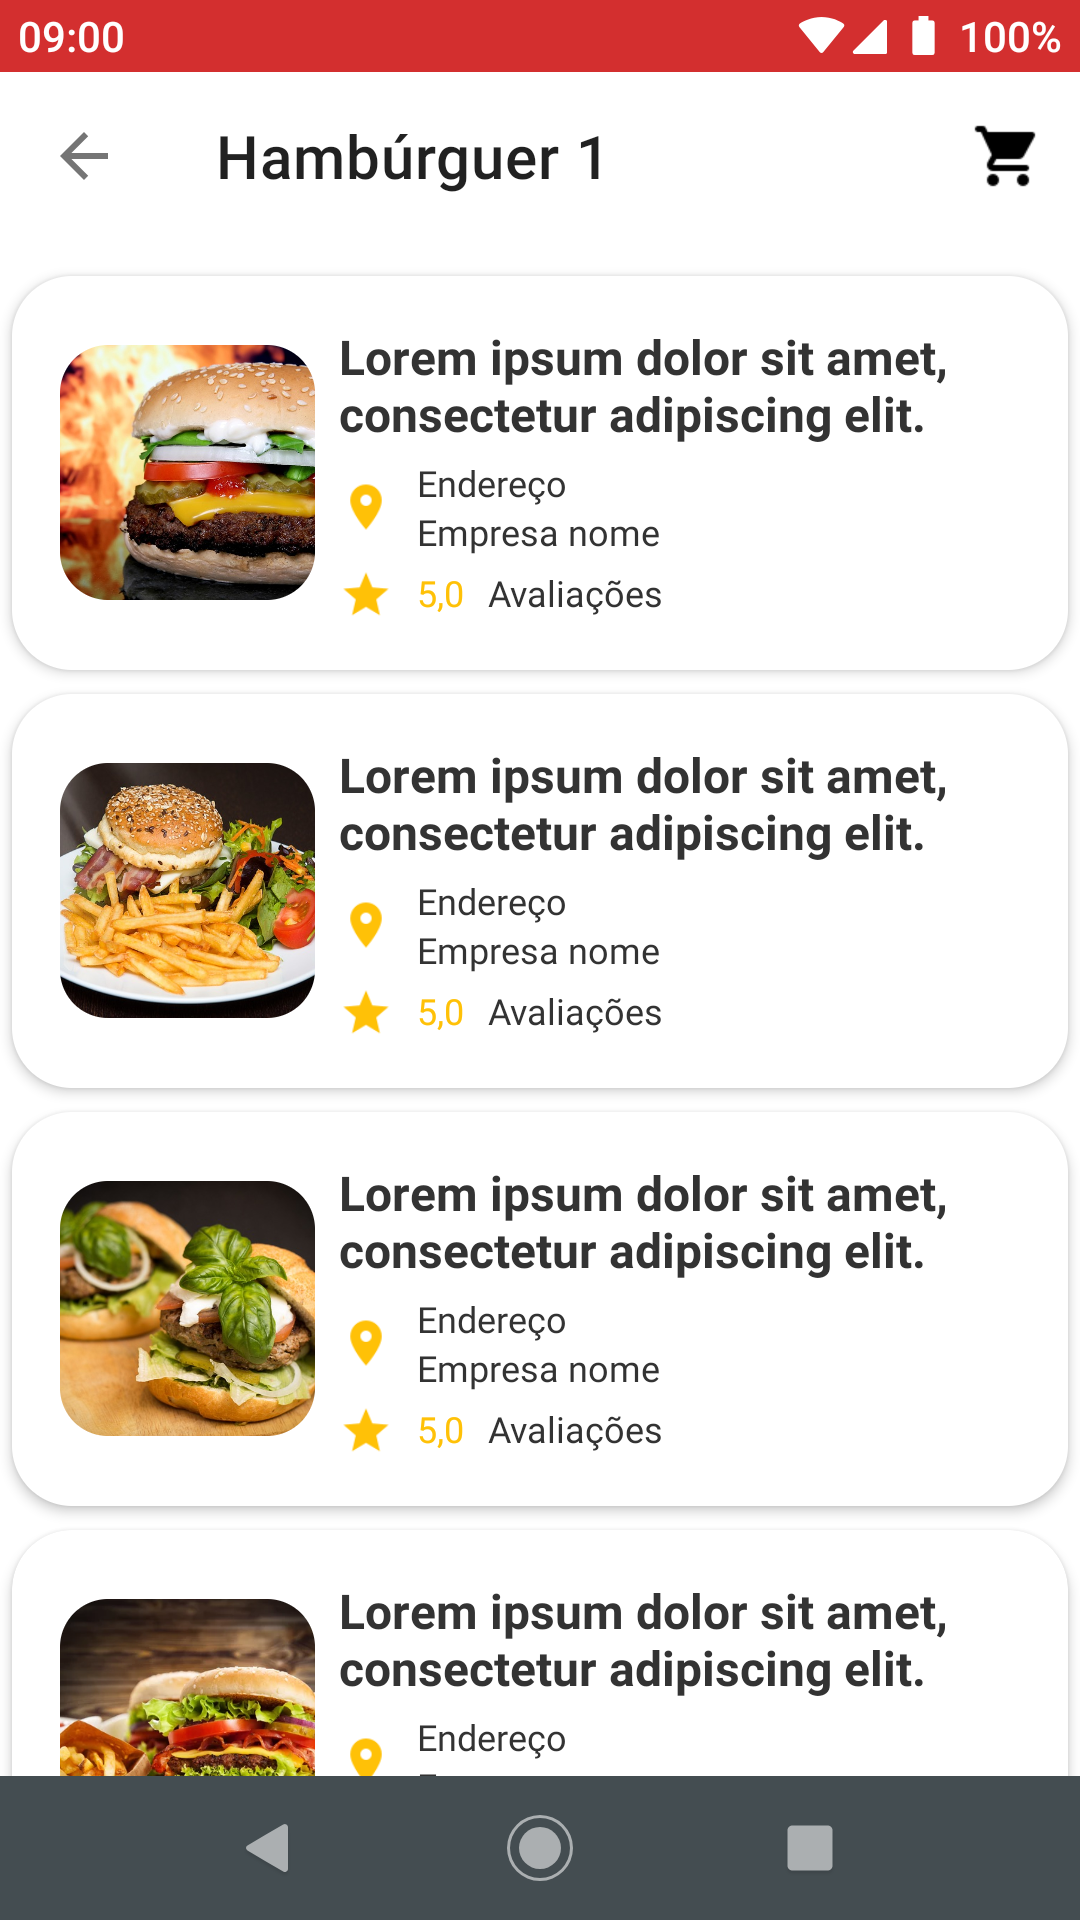 09:00
100%
Hambúrguer 1
Lorem ipsum dolor sit amet,
consectetur adipiscing elit.
Endereço
Empresa nome
5,0 Avaliações
Lorem ipsum dolor sit amet,
consectetur adipiscing elit.
Endereço
Empresa nome
5,0 Avaliações
Lorem ipsum dolor sit amet,
consectetur adipiscing elit.
Endereço
Empresa nome
5,0 Avaliações
Lorem ipsum dolor sit amet,
consectetur adipiscing elit.
Endereço